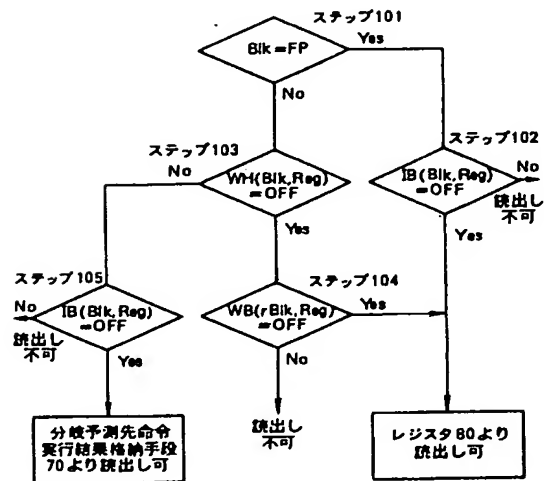 ステップ101
Blk=FP
Yes
No
ステップ103
ステップ102
No
WH(Blk,Reg)
=OFF
IB(Blk,Reg)
=OFF
No
読出し
不可
Yes
Yes
ステップ105
ステップ104
No
IB(Blk,Reg)
=OFF
読出し
不可
Yes
WB(rBlk,Reg)
=OFF
Yes
No
読出し
不可
分岐予測先命令
実行結果格納手段
70より読出し可
レジスタ80より
読出し可